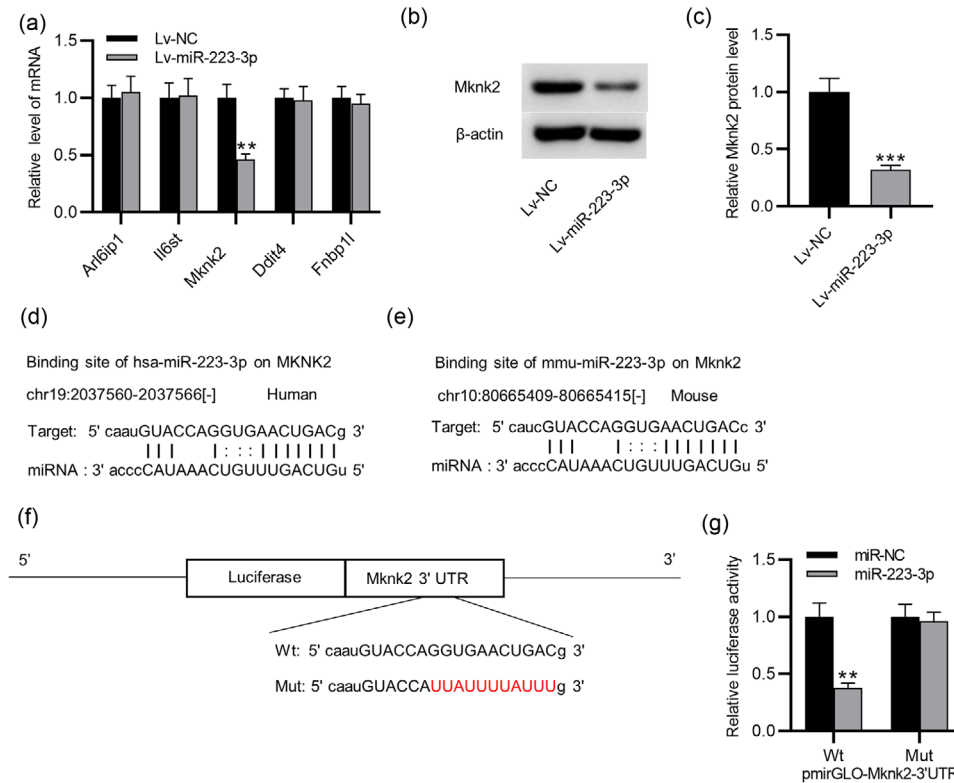 (a)
Relative level of mRNA
1.5
1.0
0.5
0.0
Lv-NC
Lv-miR-223-3p
**
Arl6ip1
Il6st
Mknk2
Ddit4
Fnbp1l
(b)
Mknk2
β-actin
Lv-NC
Lv-miR-223-3p
(c)
Relative Mknk2 protein level
1.5
1.0
0.5
0.0
***
Lv-NC
Lv-miR-223-3p
(d)
Binding site of hsa-miR-223-3p on MKNK2
chr19:2037560-2037566[-] Human
Target: 5' caauGUACCAGGUGAACUGACg 3'
miRNA : 3' acccCAUAAACUGUUUGACUGu 5'
(e)
Binding site of mmu-miR-223-3p on Mknk2
chr10:80665409-80665415[-] Mouse
Target: 5' caucGUACCAGGUGAACUGACc 3'
miRNA : 3' acccCAUAAACUGUUUGACUGu 5'
(f)
5' 3'
Luciferase Mknk2 3' UTR
Wt: 5' caauGUACCAGGUGAACUGACg 3'
Mut: 5' caauGUACCAUUAUUUUAUUUg 3'
(g)
Relative luciferase activity
1.5
1.0
0.5
0.0
miR-NC
miR-223-3p
**
Wt Mut
pmirGLO-Mknk2-3'UTR